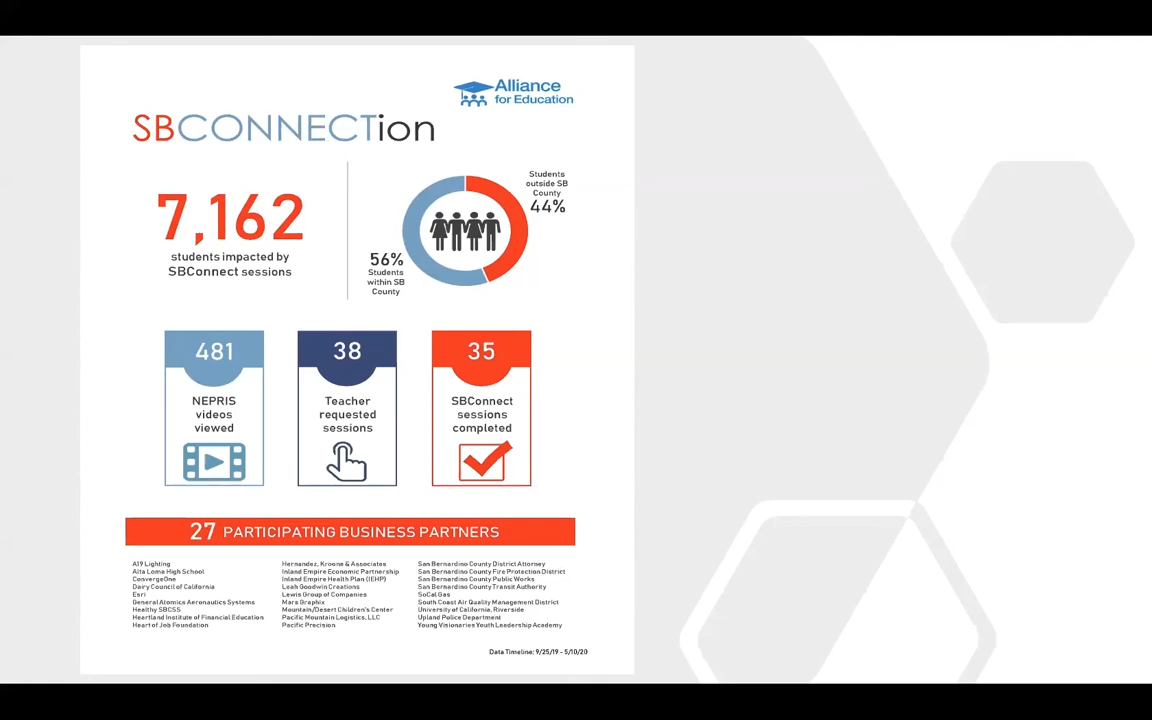 Alliance
for Education
SBCONNECTion
7,162
students impacted by
SBConnect sessions
Students
outside SB
County
44%
56%
Students
within SB
County
481
NEPRIS
videos
viewed
38
Teacher
requested
sessions
35
SBConnect
sessions
completed
27 PARTICIPATING BUSINESS PARTNERS
A19 Lighting
Alta Loma High School
ConvergeOne
Dairy Council of California
Esri
General Atomics Aeronautics Systems
Healthy SBCSS
Heartland Institute of Financial Education
Heart of Job Foundation
Hernandez, Kroone & Associates
Inland Empire Economic Partnership
Inland Empire Health Plan (IEHP)
Leah Goodwin Creations
Lewis Group of Companies
Mars Graphix
Mountain/Desert Children's Center
Pacific Mountain Logistics, LLC
Pacific Precision
San Bernardino County District Attorney
San Bernardino County Fire Protection District
San Bernardino County Public Works
San Bernardino County Transit Authority
SoCal Gas
South Coast Air Quality Management District
University of California, Riverside
Upland Police Department
Young Visionaries Youth Leadership Academy
Data Timeline: 9/25/19 - 5/10/20